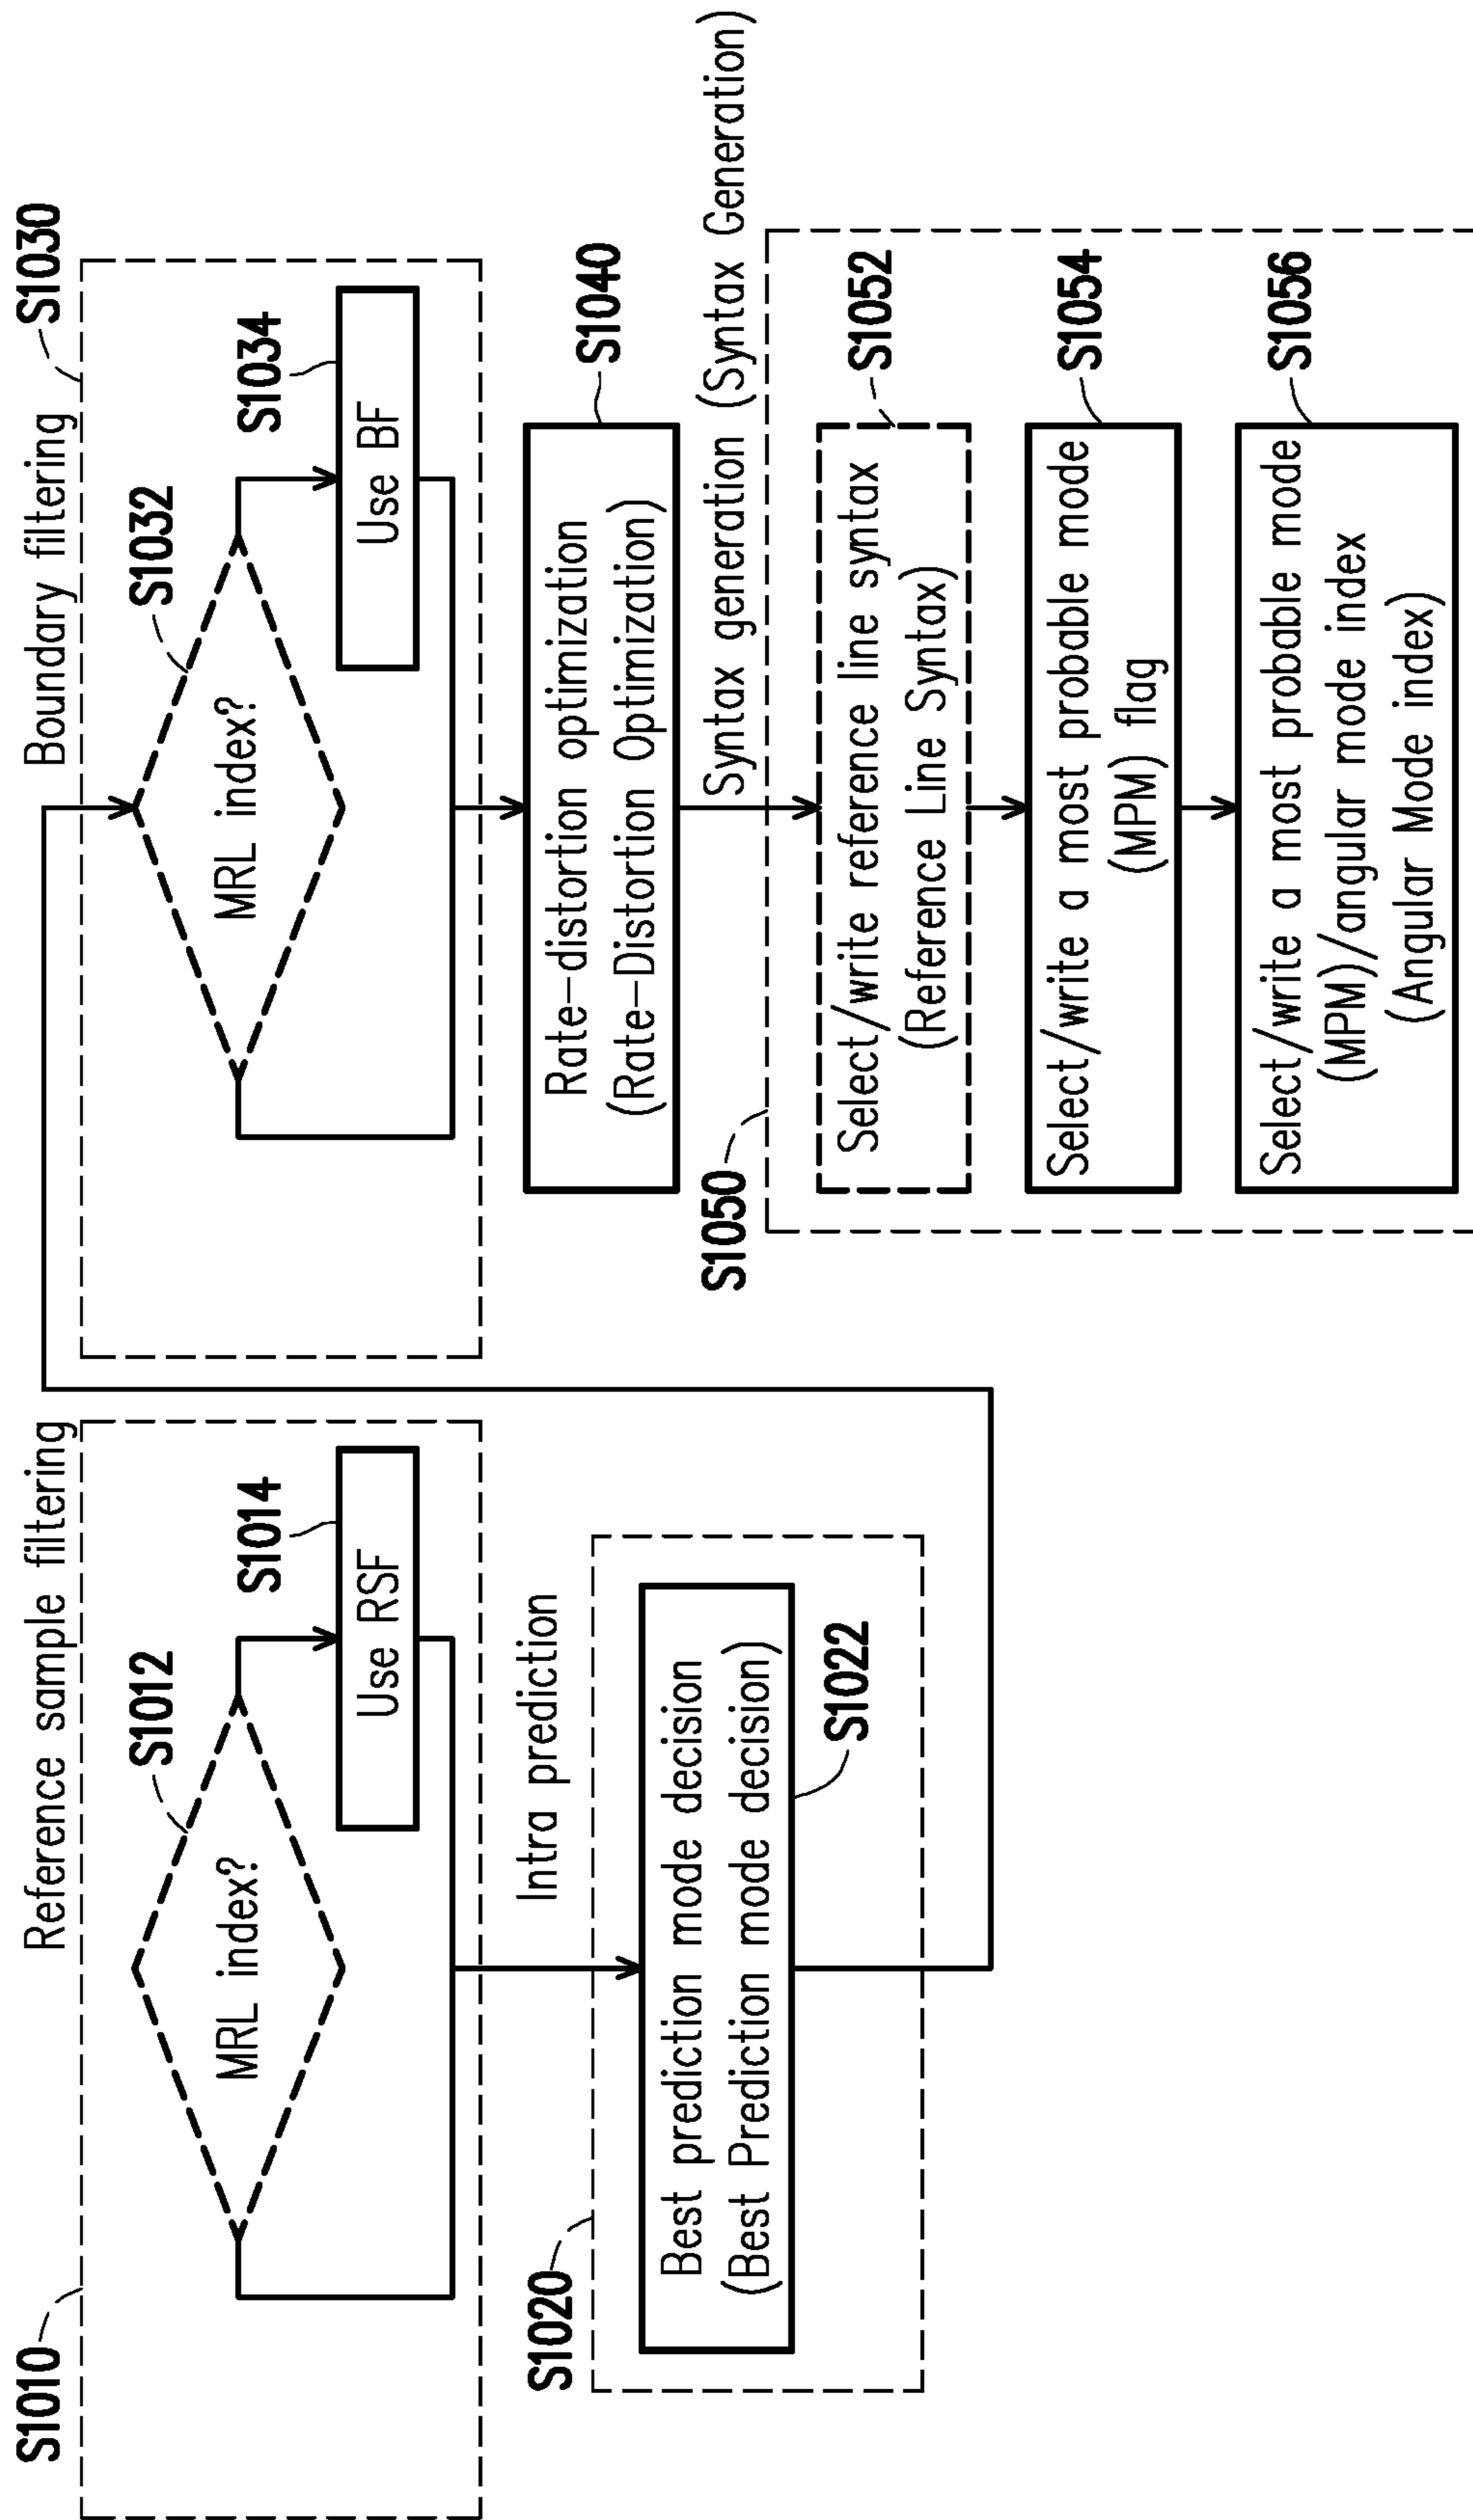 S1010
Reference sample filtering
S1012
MRL index?
S1014
Use RSF
S1020
Intra prediction
Best prediction mode decision
(Best Prediction mode decision)
S1022
Boundary filtering
S1030
S1032
MRL index?
S1034
Use BF
Rate-distortion optimization
(Rate-Distortion Optimization)
S1040
S1050
Syntax generation (Syntax Generation)
Select/write reference line syntax
(Reference Line Syntax)
S1052
Select/write a most probable mode
(MPM) flag
S1054
Select/write a most probable mode
(MPM)/angular mode index
(Angular Mode index)
S1056